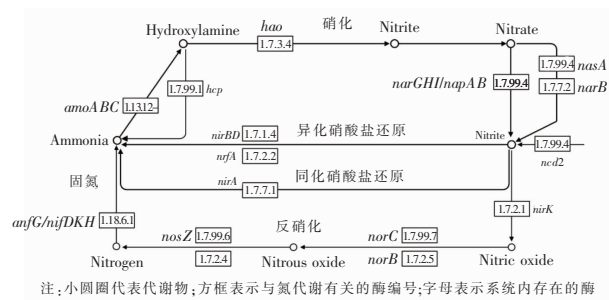 硝化
Hydroxylamine hao 1.7.3.4 Nitrite Nitrate
1.7.99.1 hcp
narGHI/napAB 1.7.99.4
1.7.99.4 nasA
1.7.7.2 narB
amoABC 1.13.12-
Ammonia nirBD 1.7.1.4 异化硝酸盐还原 Nitrite 1.7.99.4
nrfA 1.7.2.2 ncd2
固氮 nirA 1.7.7.1 同化硝酸盐还原
1.7.2.1 nirK
anfG/nifDKH 1.18.6.1
反硝化
nosZ 1.7.99.6 norC 1.7.99.7
Nitrogen 1.7.2.4 Nitrous oxide norB 1.7.2.5 Nitric oxide
注:小圆圈代表代谢物;方框表示与氮代谢有关的酶编号;字母表示系统内存在的酶